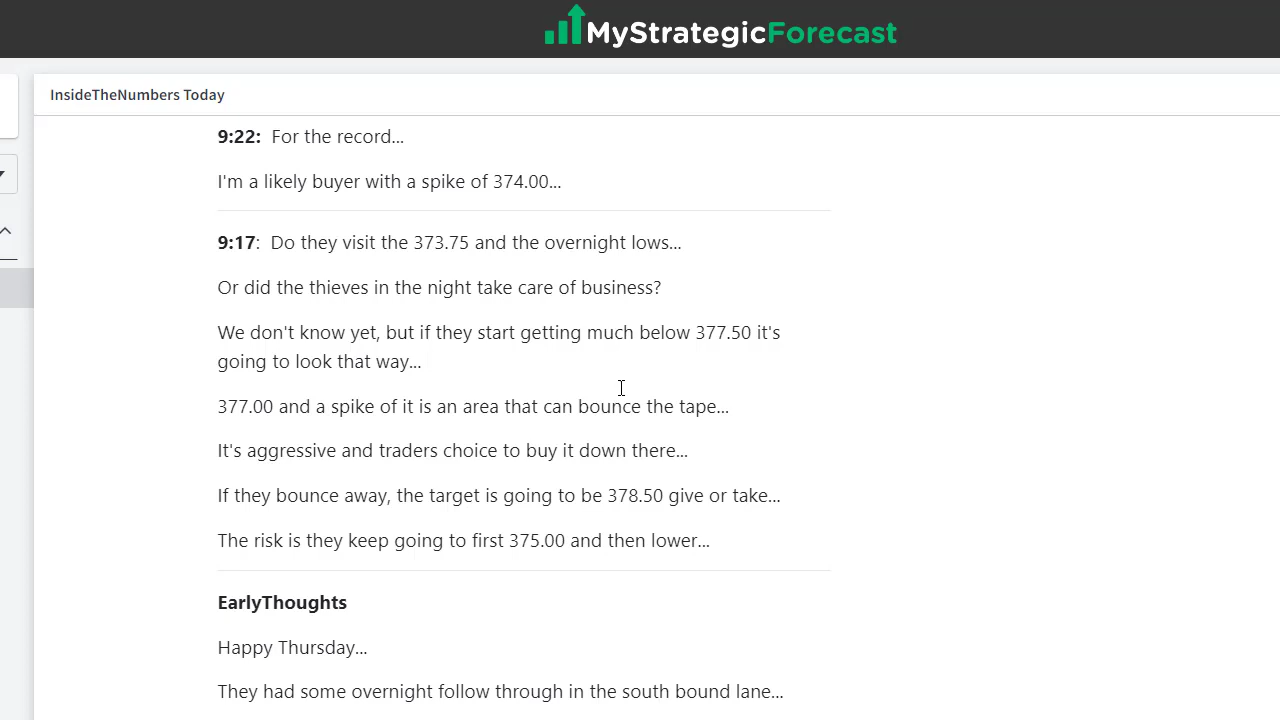 MyStrategicForecast
InsideTheNumbers Today
9:22: For the record...
I'm a likely buyer with a spike of 374.00...
9:17: Do they visit the 373.75 and the overnight lows...
Or did the thieves in the night take care of business?
We don't know yet, but if they start getting much below 377.50 it's
going to look that way...
377.00 and a spike of it is an area that can bounce the tape...
It's aggressive and traders choice to buy it down there...
If they bounce away, the target is going to be 378.50 give or take...
The risk is they keep going to first 375.00 and then lower...
EarlyThoughts
Happy Thursday...
They had some overnight follow through in the south bound lane...